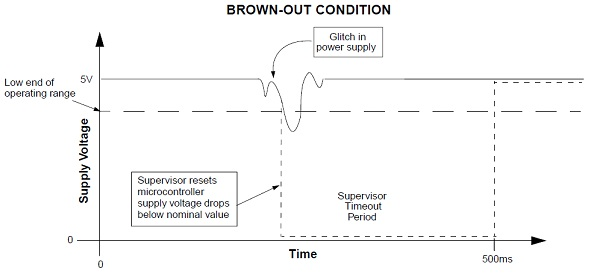 BROWN-OUT CONDITION
Glitch in
power supply
5V
Low end of
operating range
Supply Voltage
Supervisor resets
microcontroller
supply voltage drops
below nominal value
Supervisor
Timeout
Period
0
Time
0
500ms